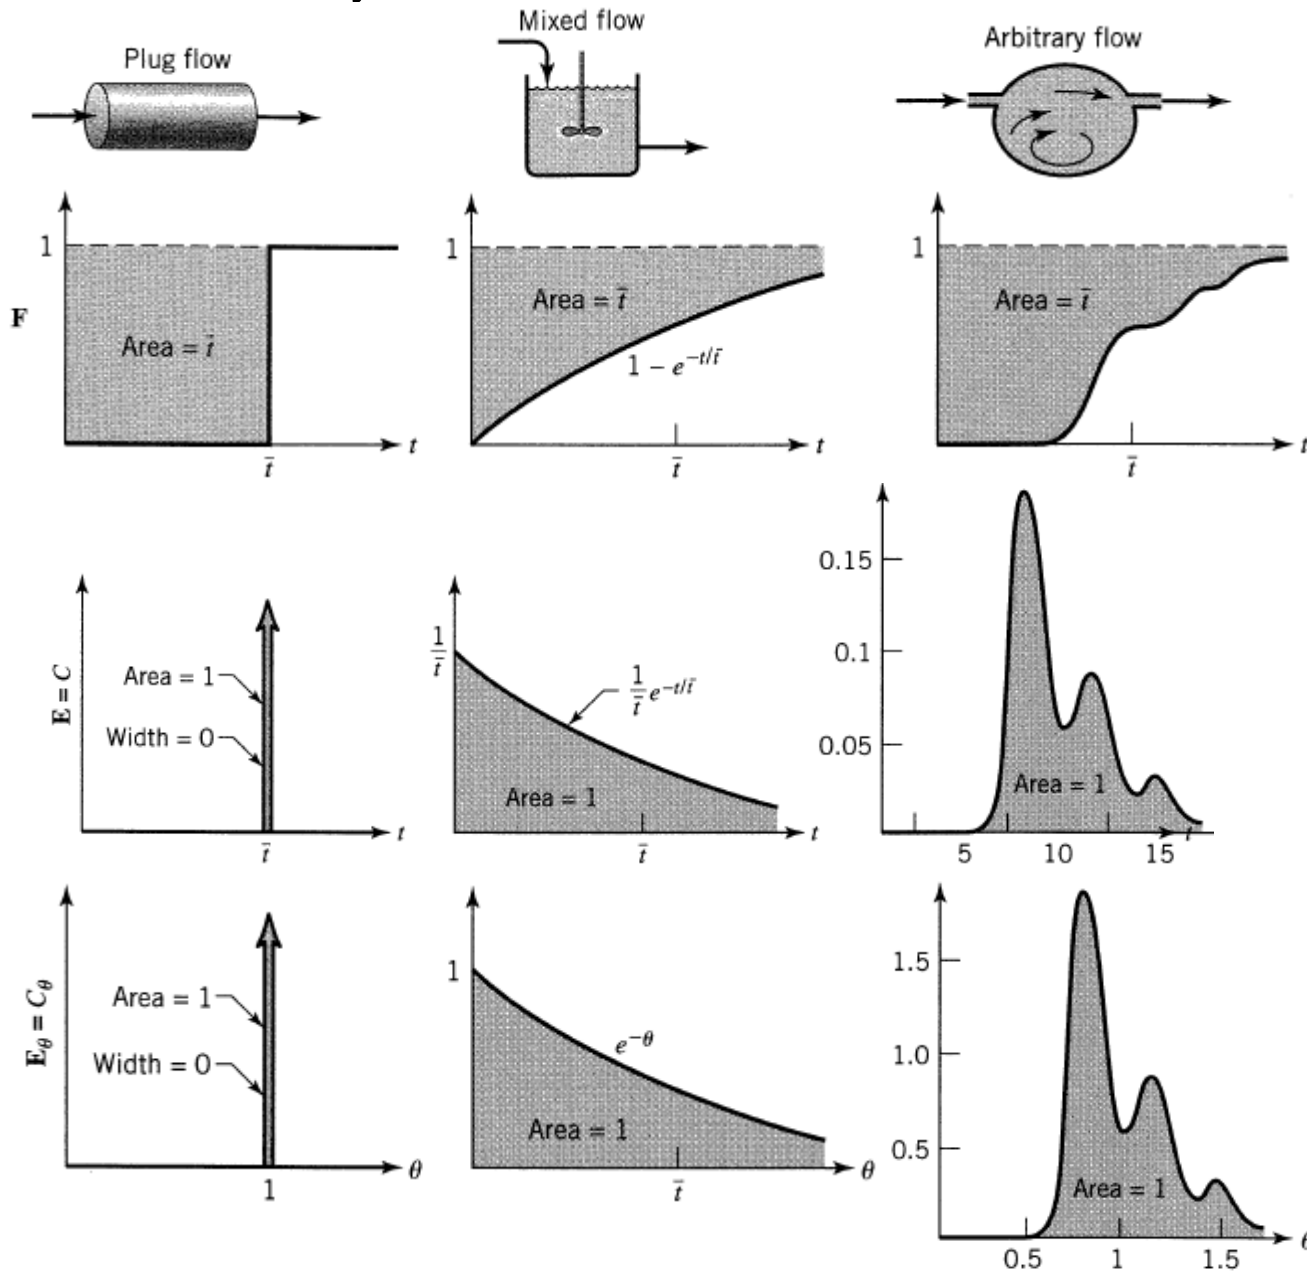 Plug flow
Mixed flow
Arbitrary flow
F
1
Area = t̄
t̄
t
1
Area = t̄
1 − e^{−t/t̄}
t̄
t
1
Area = t̄
t̄
t
E = C
Area = 1
Width = 0
t̄
t
1/t̄
1/t̄ e^{−t/t̄}
Area = 1
t̄
t
0.15
0.1
0.05
Area = 1
5 10 15 t
E_θ = C_θ
Area = 1
Width = 0
1
θ
1
e^{−θ}
Area = 1
t̄
θ
1.5
1.0
0.5
Area = 1
0.5 1 1.5